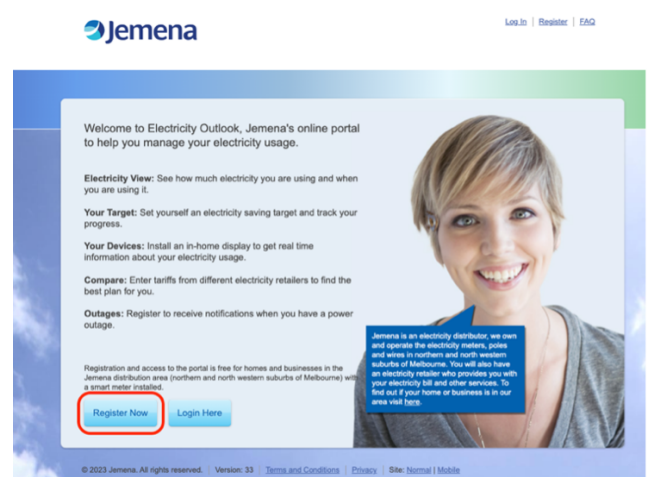 Jemena
Log In | Register | FAQ
Welcome to Electricity Outlook, Jemena's online portal
to help you manage your electricity usage.
Electricity View: See how much electricity you are using and when
you are using it.
Your Target: Set yourself an electricity saving target and track your
progress.
Your Devices: Install an in-home display to get real time
information about your electricity usage.
Compare: Enter tariffs from different electricity retailers to find the
best plan for you.
Outages: Register to receive notifications when you have a power
outage.
Jemena is an electricity distributor, we own
and operate the electricity meters, poles
and wires in northern and north western
suburbs of Melbourne. You will also have
an electricity retailer who provides you with
your electricity bill and other services. To
find out if your home or business is in our
area visit here.
Registration and access to the portal is free for homes and businesses in the
Jemena distribution area (northern and north western suburbs of Melbourne) with
a smart meter installed.
Register Now
Login Here
© 2023 Jemena. All rights reserved. | Version: 33 | Terms and Conditions | Privacy | Site: Normal | Mobile